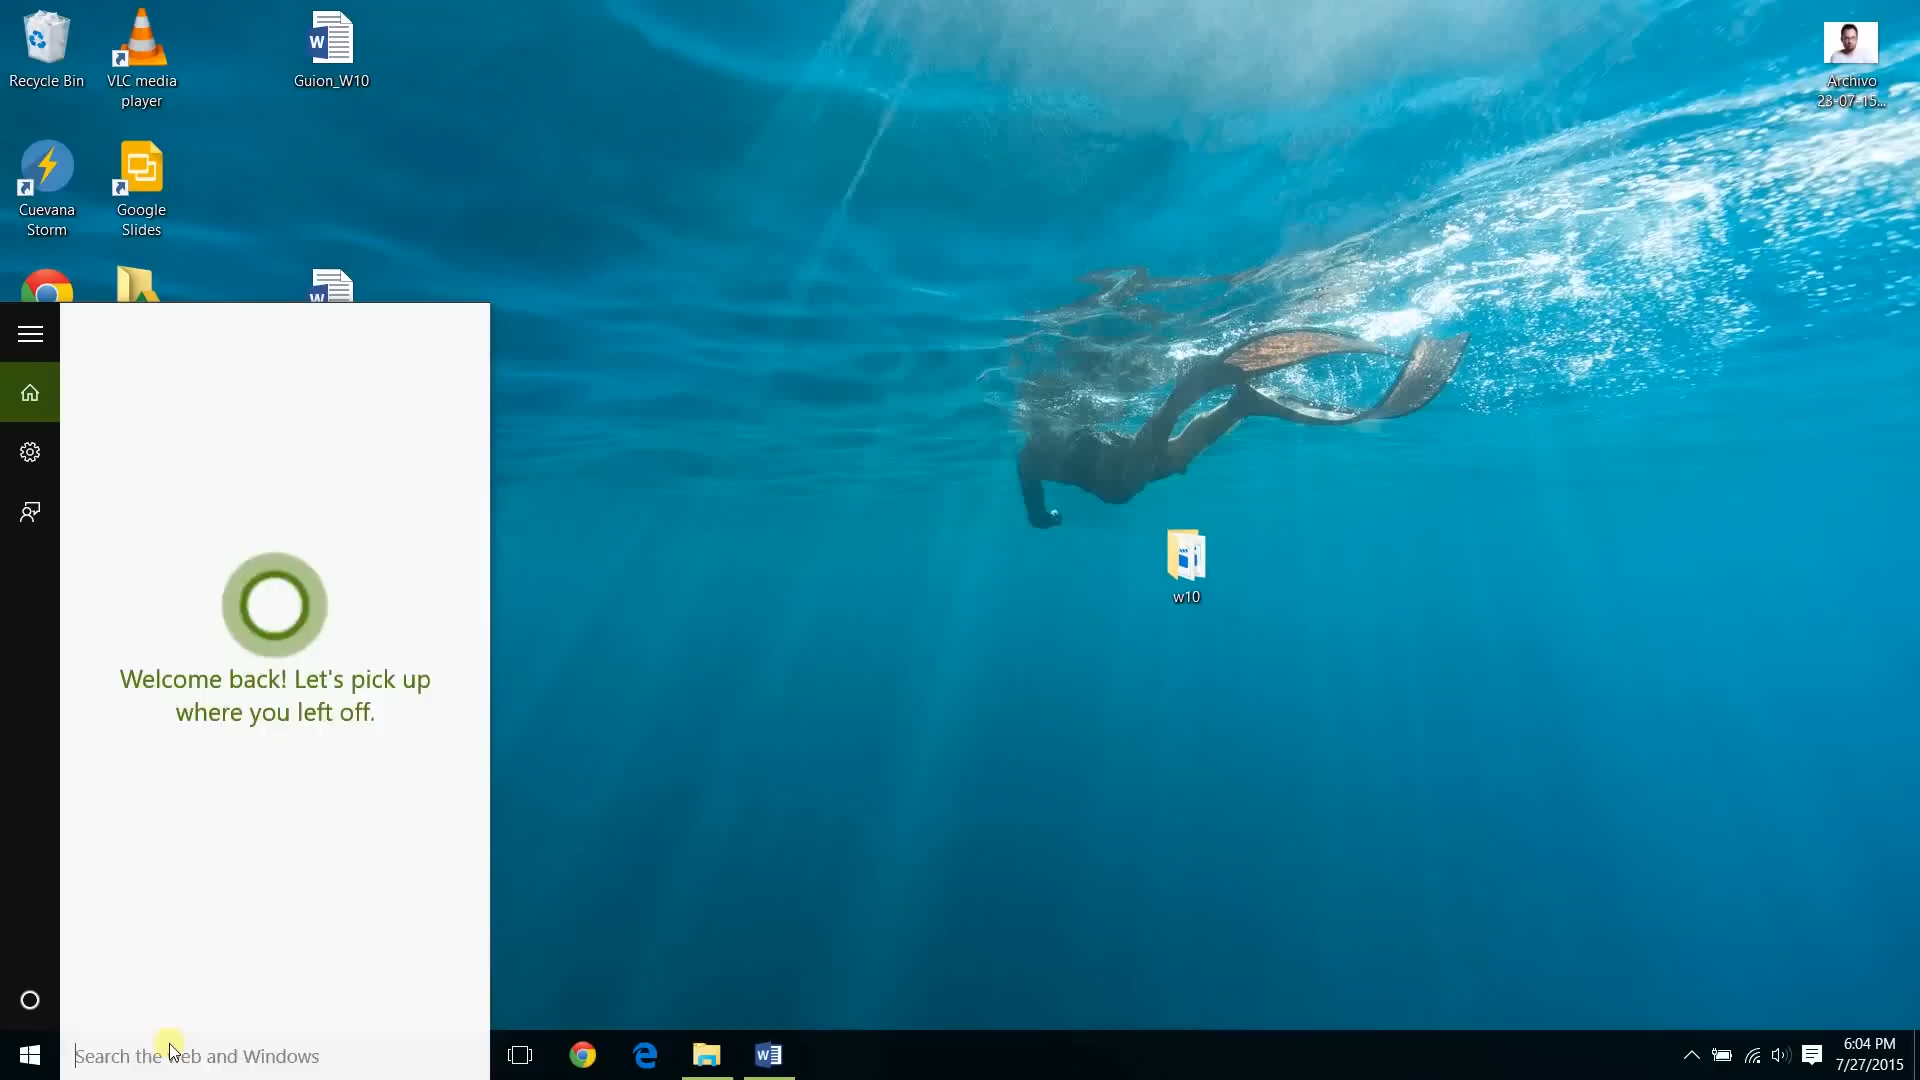 Recycle Bin
VLC media
player
Guion_W10
Archivo
23-07-15...
Cuevana
Storm
Google
Slides
w10
Welcome back! Let's pick up
where you left off.
Search the web and Windows
6:04 PM
7/27/2015